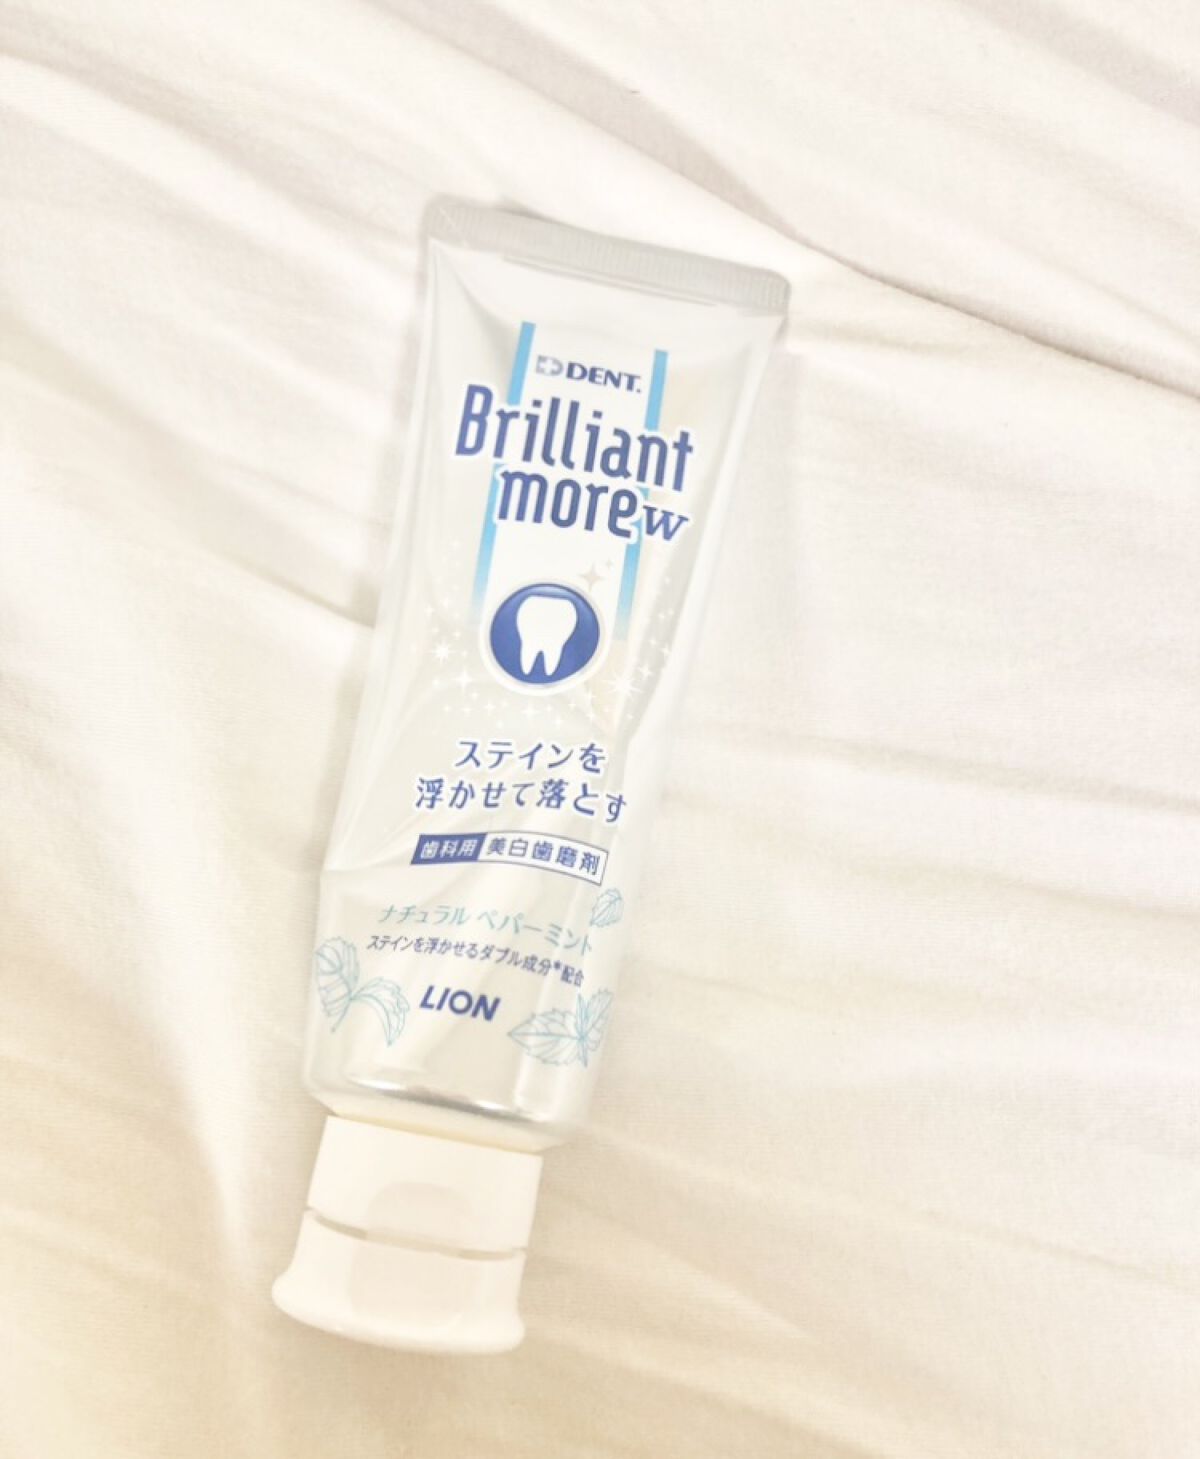 DENT.
Brilliant
more w
ステインを
浮かせて落とす
歯科用 美白歯磨剤
ナチュラル ペパーミント
ステインを浮かせるダブル成分*配合
LION